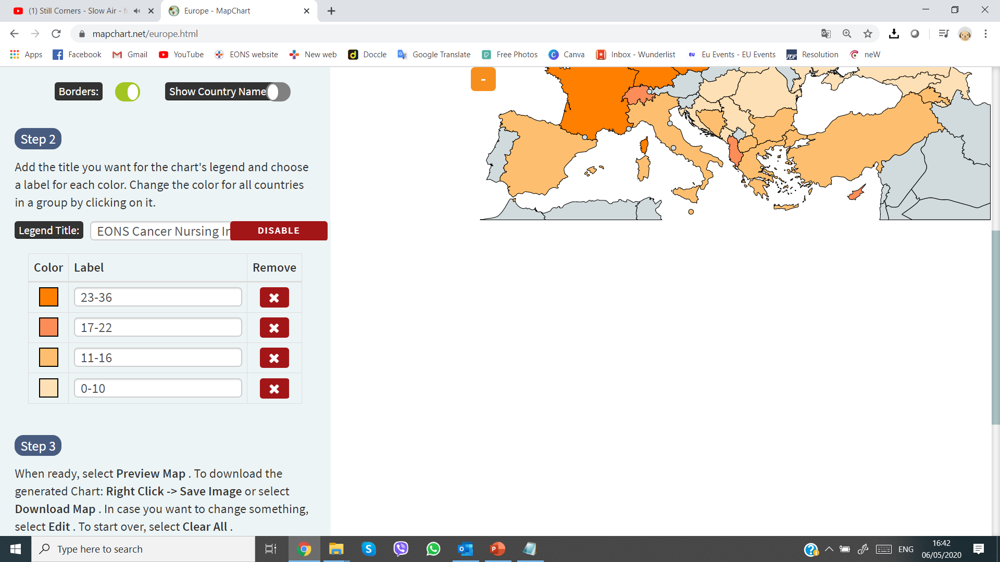 (1) Still Corners - Slow Air - fu
Europe - MapChart
mapchart.net/europe.html
Apps
Facebook
Gmail
YouTube
EONS website
New web
Doccle
Google Translate
Free Photos
Canva
Inbox - Wunderlist
EU
Eu Events - EU Events
PDF
Resolution
neW
Borders:
Show Country Name
-
Step 2
Add the title you want for the chart's legend and choose
a label for each color. Change the color for all countries
in a group by clicking on it.
Legend Title:
EONS Cancer Nursing In
DISABLE
Color Label Remove
23-36
17-22
11-16
0-10
Step 3
When ready, select Preview Map . To download the
generated Chart: Right Click -> Save Image or select
Download Map . In case you want to change something,
select Edit . To start over, select Clear All .
Type here to search
ENG
16:42
06/05/2020